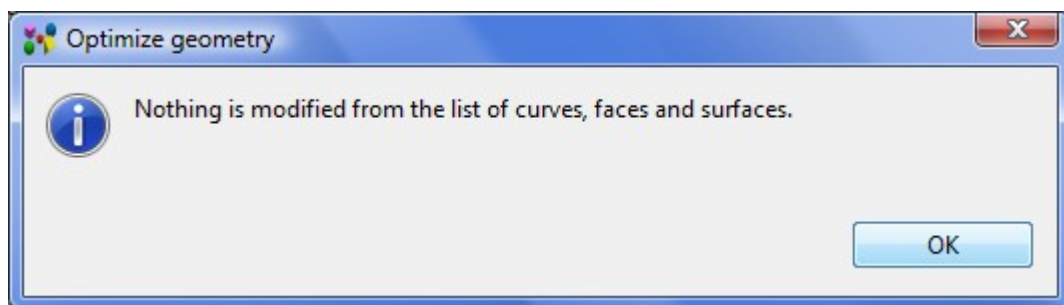 Optimize geometry
Nothing is modified from the list of curves, faces and surfaces.
OK